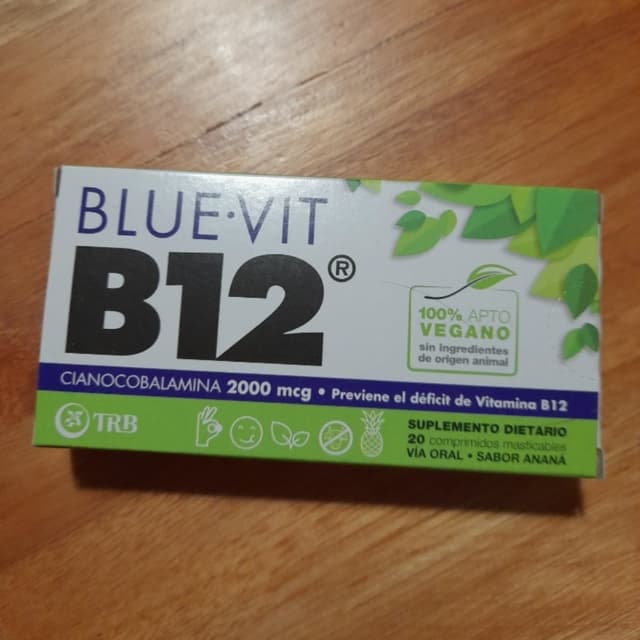 BLUE·VIT
B12®
100% APTO
VEGANO
sin ingredientes
de origen animal
CIANOCOBALAMINA 2000 mcg • Previene el déficit de Vitamina B12
TRB
SUPLEMENTO DIETARIO
20 comprimidos masticables
VÍA ORAL • SABOR ANANÁ